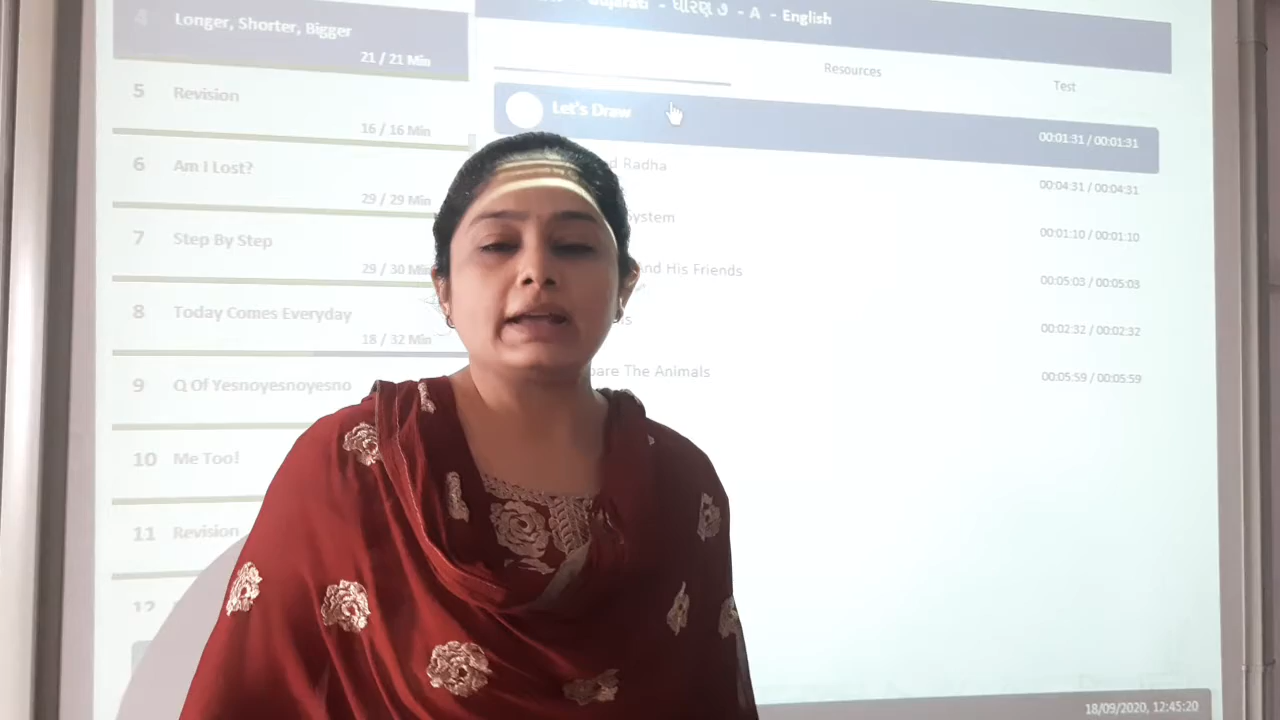 Gujarati - ધોરણ ૭ - A - English
4 Longer, Shorter, Bigger
21 / 21 Min
5 Revision
16 / 16 Min
6 Am I Lost?
29 / 29 Min
7 Step By Step
29 / 30 Min
8 Today Comes Everyday
18 / 32 Min
9 Q Of Yesnoyesnoyesno
10 Me Too!
11 Revision
12
Resources
Test
Let's Draw 00:01:31 / 00:01:31
Radha 00:04:31 / 00:04:31
System 00:01:10 / 00:01:10
And His Friends 00:05:03 / 00:05:03
00:02:32 / 00:02:32
The Animals 00:05:59 / 00:05:59
18/09/2020, 12:45:20